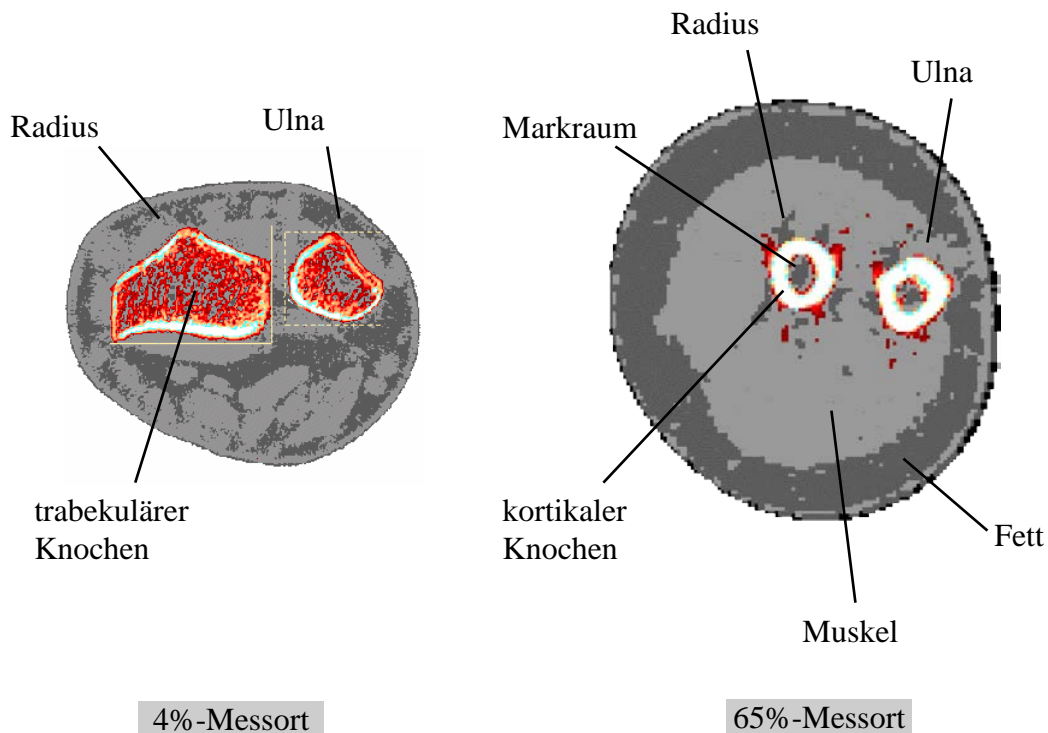 Radius
Ulna
trabekulärer
Knochen
4%-Messort
Radius
Ulna
Markraum
kortikaler
Knochen
Fett
Muskel
65%-Messort